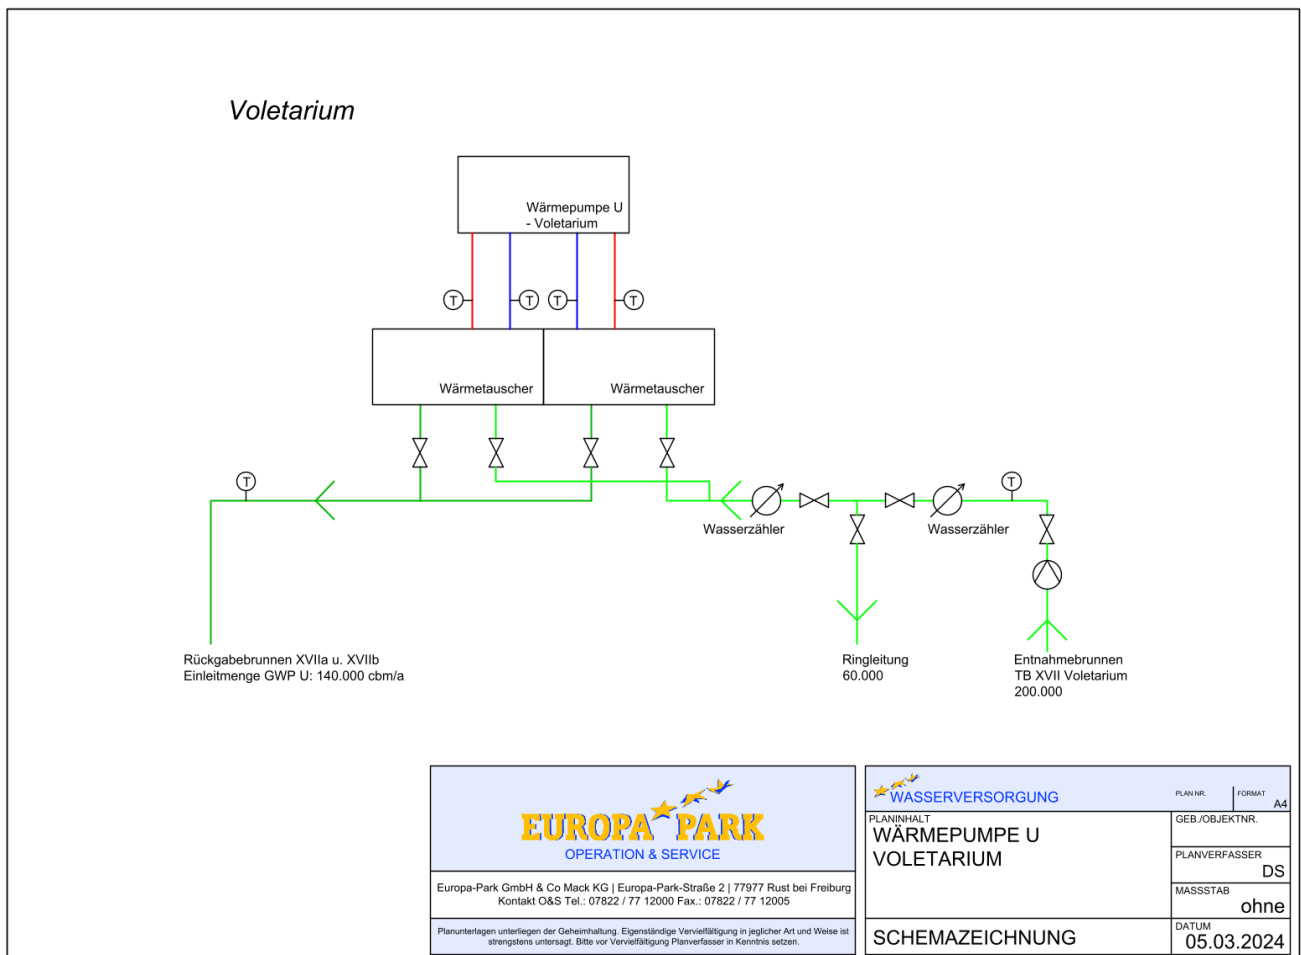 Voletarium
Wärmepumpe U
- Voletarium
T
T
T
T
Wärmetauscher
Wärmetauscher
T
T
Wasserzähler
Wasserzähler
Rückgabebrunnen XVIIa u. XVIIb
Einleitmenge GWP U: 140.000 cbm/a
Ringleitung
60.000
Entnahmebrunnen
TB XVII Voletarium
200.000
EUROPA PARK
OPERATION & SERVICE
Europa-Park GmbH & Co Mack KG | Europa-Park-Straße 2 | 77977 Rust bei Freiburg
Kontakt O&S Tel.: 07822 / 77 12000 Fax.: 07822 / 77 12005
Planunterlagen unterliegen der Geheimhaltung. Eigenständige Vervielfältigung in jeglicher Art und Weise ist
strengstens untersagt. Bitte vor Vervielfältigung Planverfasser in Kenntnis setzen.
WASSERVERSORGUNG
PLAN NR.
FORMAT
A4
PLANINHALT
WÄRMEPUMPE U
VOLETARIUM
GEB./OBJEKTNR.
PLANVERFASSER
DS
MASSSTAB
ohne
SCHEMAZEICHNUNG
DATUM
05.03.2024